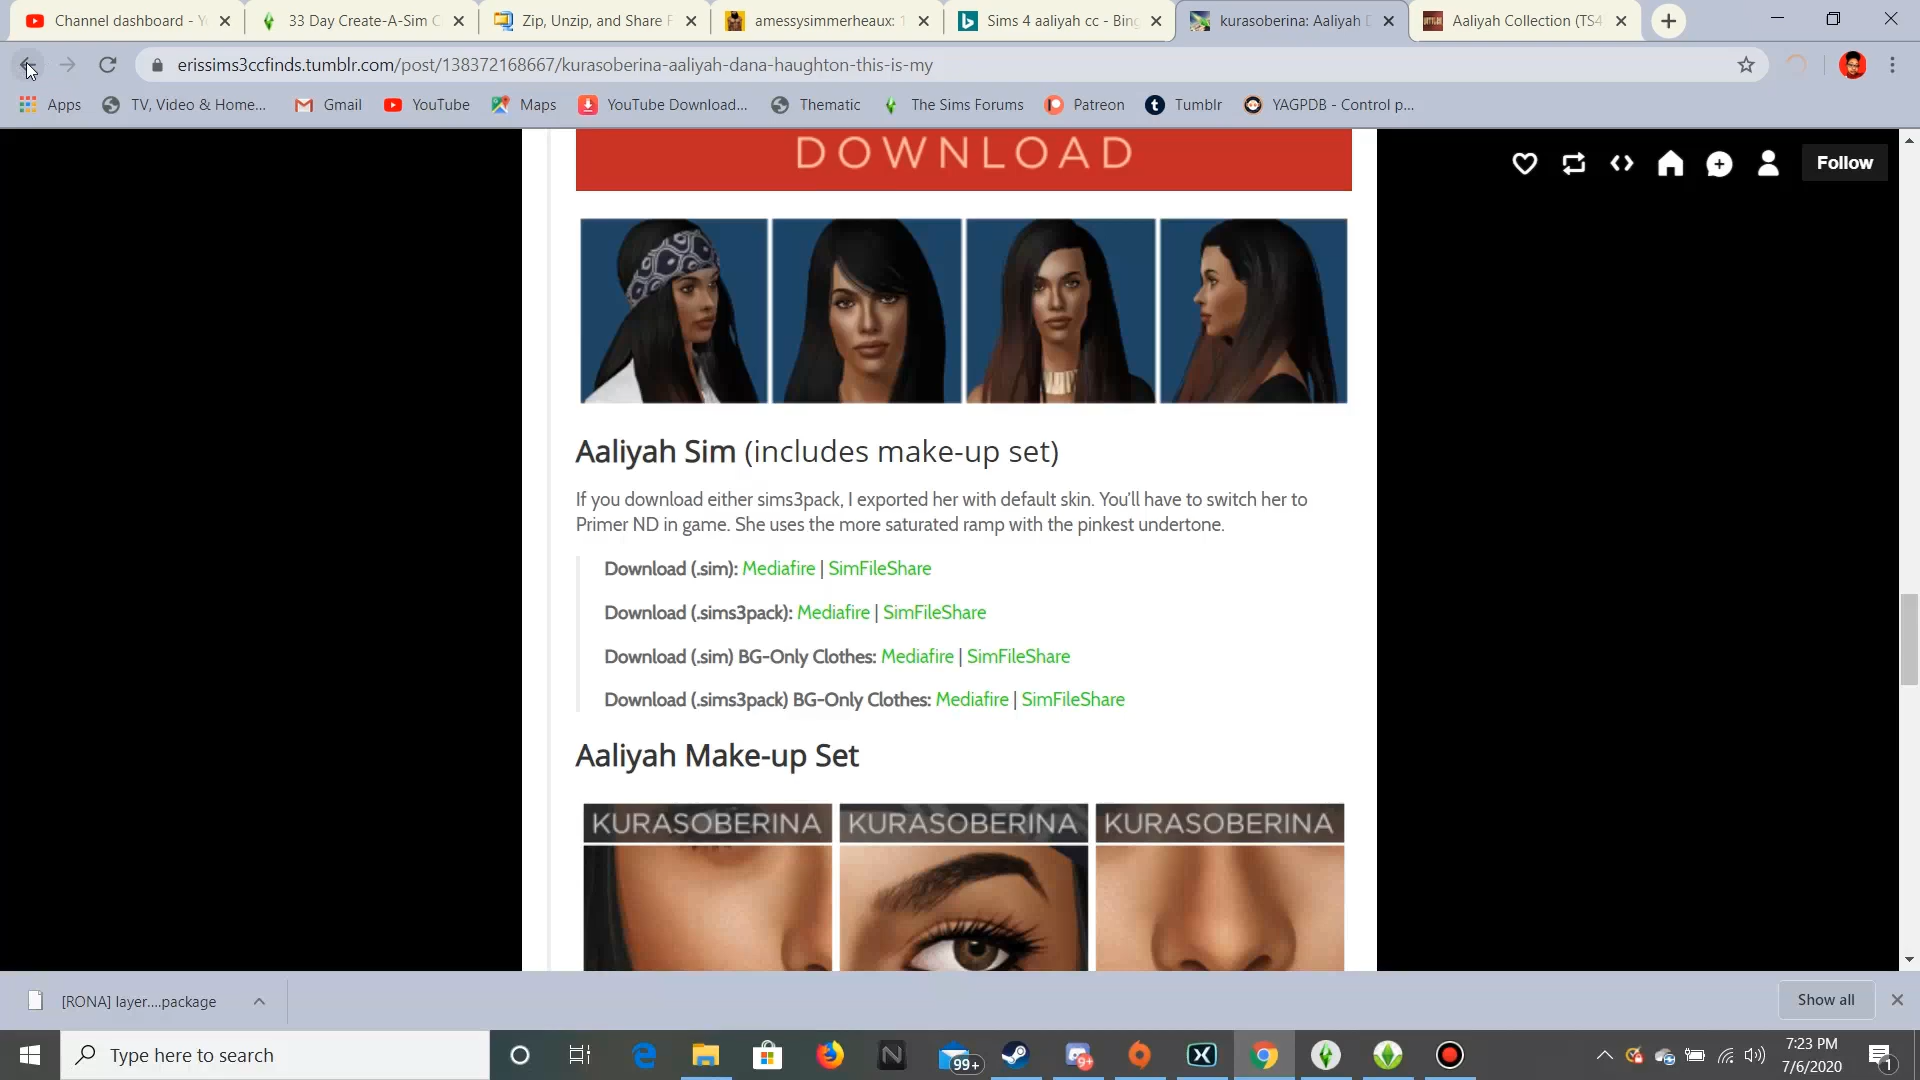 Channel dashboard - Y
33 Day Create-A-Sim C
Zip, Unzip, and Share F
amessysimmerheaux: 1
Sims 4 aaliyah cc - Bing
kurasoberina: Aaliyah D
Aaliyah Collection (TS4
erissims3ccfinds.tumblr.com/post/138372168667/kurasoberina-aaliyah-dana-haughton-this-is-my
Apps
TV, Video & Home...
Gmail
YouTube
Maps
YouTube Download...
Thematic
The Sims Forums
Patreon
Tumblr
YAGPDB - Control p...
DOWNLOAD
Follow
Aaliyah Sim (includes make-up set)
If you download either sims3pack, I exported her with default skin. You'll have to switch her to
Primer ND in game. She uses the more saturated ramp with the pinkest undertone.
Download (.sim): Mediafire | SimFileShare
Download (.sims3pack): Mediafire | SimFileShare
Download (.sim) BG-Only Clothes: Mediafire | SimFileShare
Download (.sims3pack) BG-Only Clothes: Mediafire | SimFileShare
Aaliyah Make-up Set
KURASOBERINA
KURASOBERINA
KURASOBERINA
[RONA] layer....package
Show all
Type here to search
99+
9+
7:23 PM
7/6/2020
1